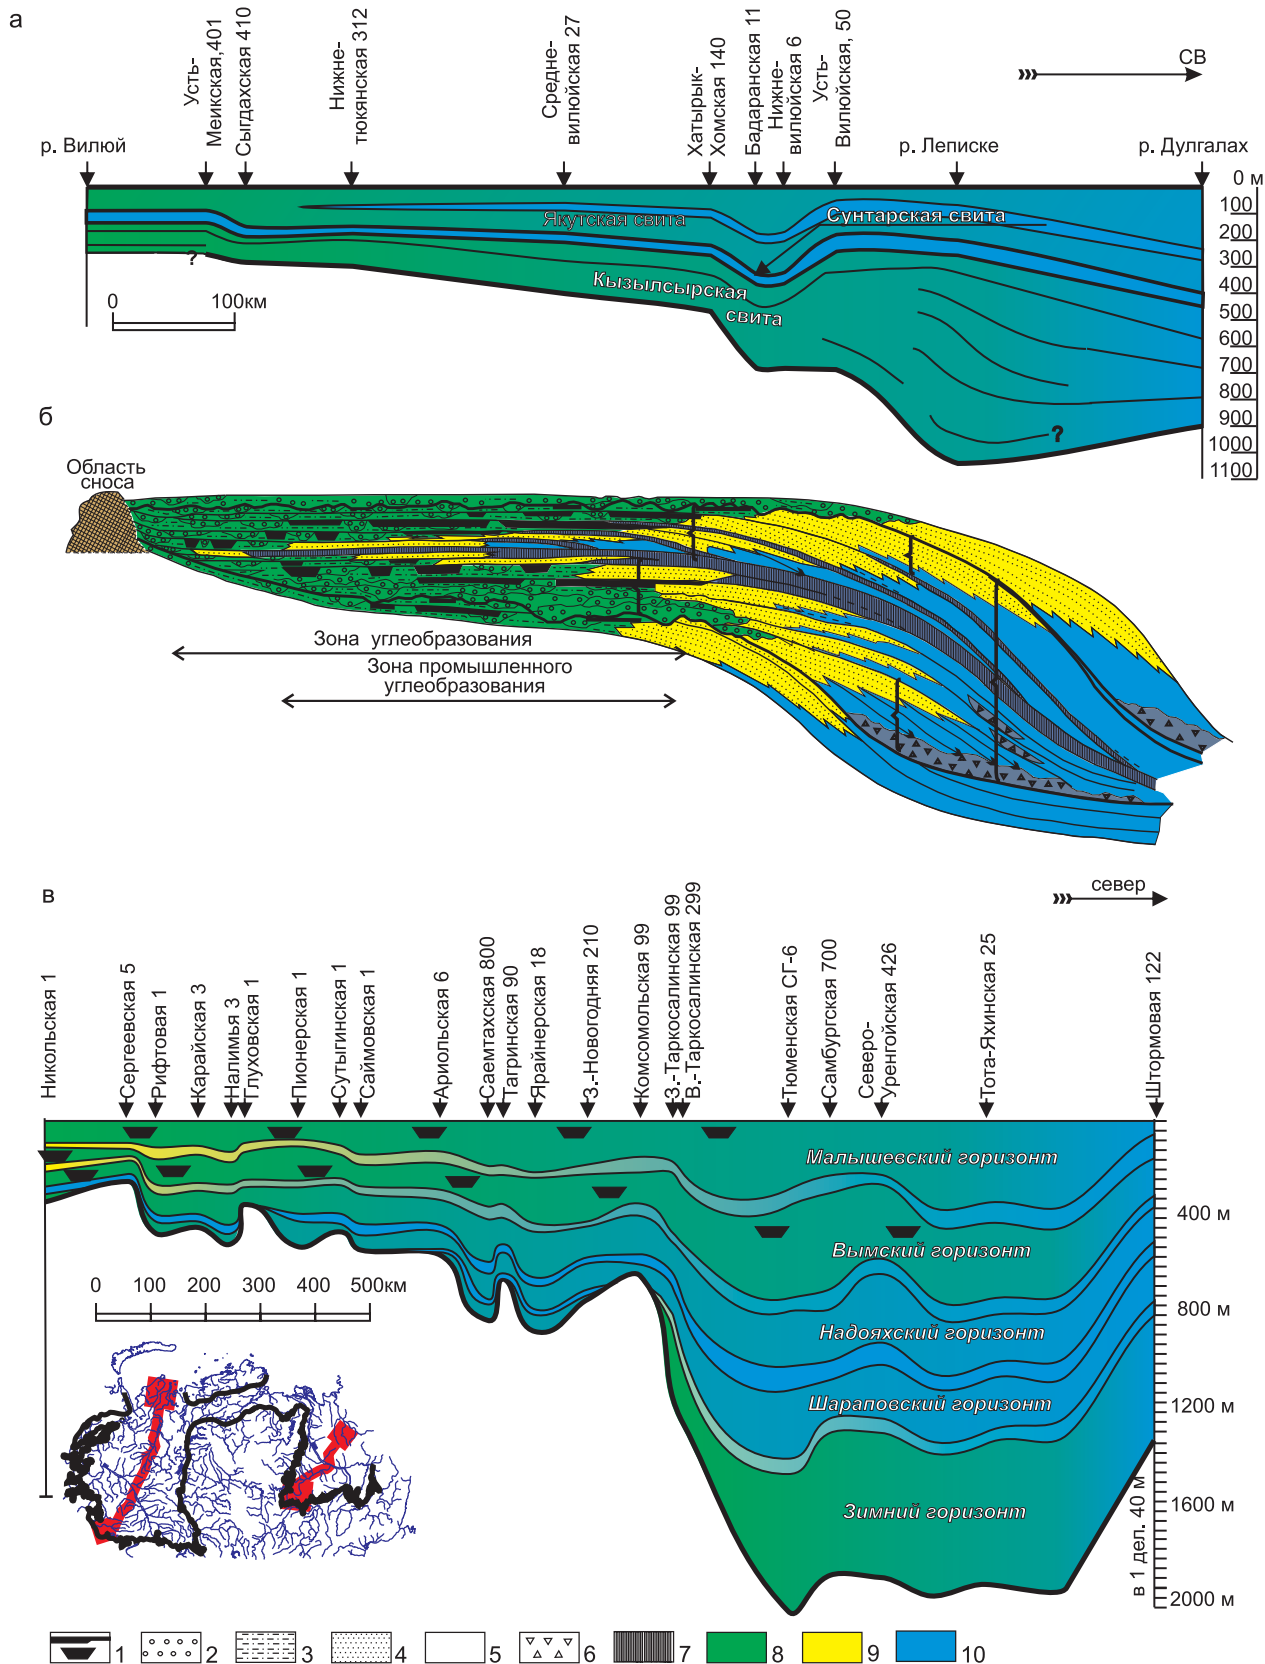 а
Усть-
Меикская,401
Сыгдахская 410
Нижне-
тюкянская 312
Средне-
вилюйская 27
Хатырык-
Хомская 140
Бадаранская 11
Нижне-
вилюйская 6
Усть-
Вилюйская, 50
СВ
р. Вилюй
р. Леписке
р. Дулгалах
0 м
100
200
300
400
500
600
700
800
900
1000
1100
Якутская свита
Сунтарская свита
Кызылсырская
свита
?
?
0
100км
б
Область
сноса
Зона углеобразования
Зона промышленного
углеобразования
в
север
Никольская 1
Сергеевская 5
Рифтовая 1
Карайская 3
Налимья 3
Глуховская 1
Пионерская 1
Сутыгинская 1
Саймовская 1
Ариольская 6
Саемтахская 800
Тагринская 90
Ярайнерская 18
З.-Новогодняя 210
Комсомольская 99
З.-Таркосалинская 99
В.-Таркосалинская 299
Тюменская СГ-6
Самбургская 700
Северо-
Уренгойская 426
Тота-Яхинская 25
Штормовая 122
Малышевский горизонт
Вымский горизонт
Надояхский горизонт
Шараповский горизонт
Зимний горизонт
400 м
800 м
1200 м
1600 м
2000 м
в 1 дел. 40 м
0 100 200 300 400 500км
1 2 3 4 5 6 7 8 9 10